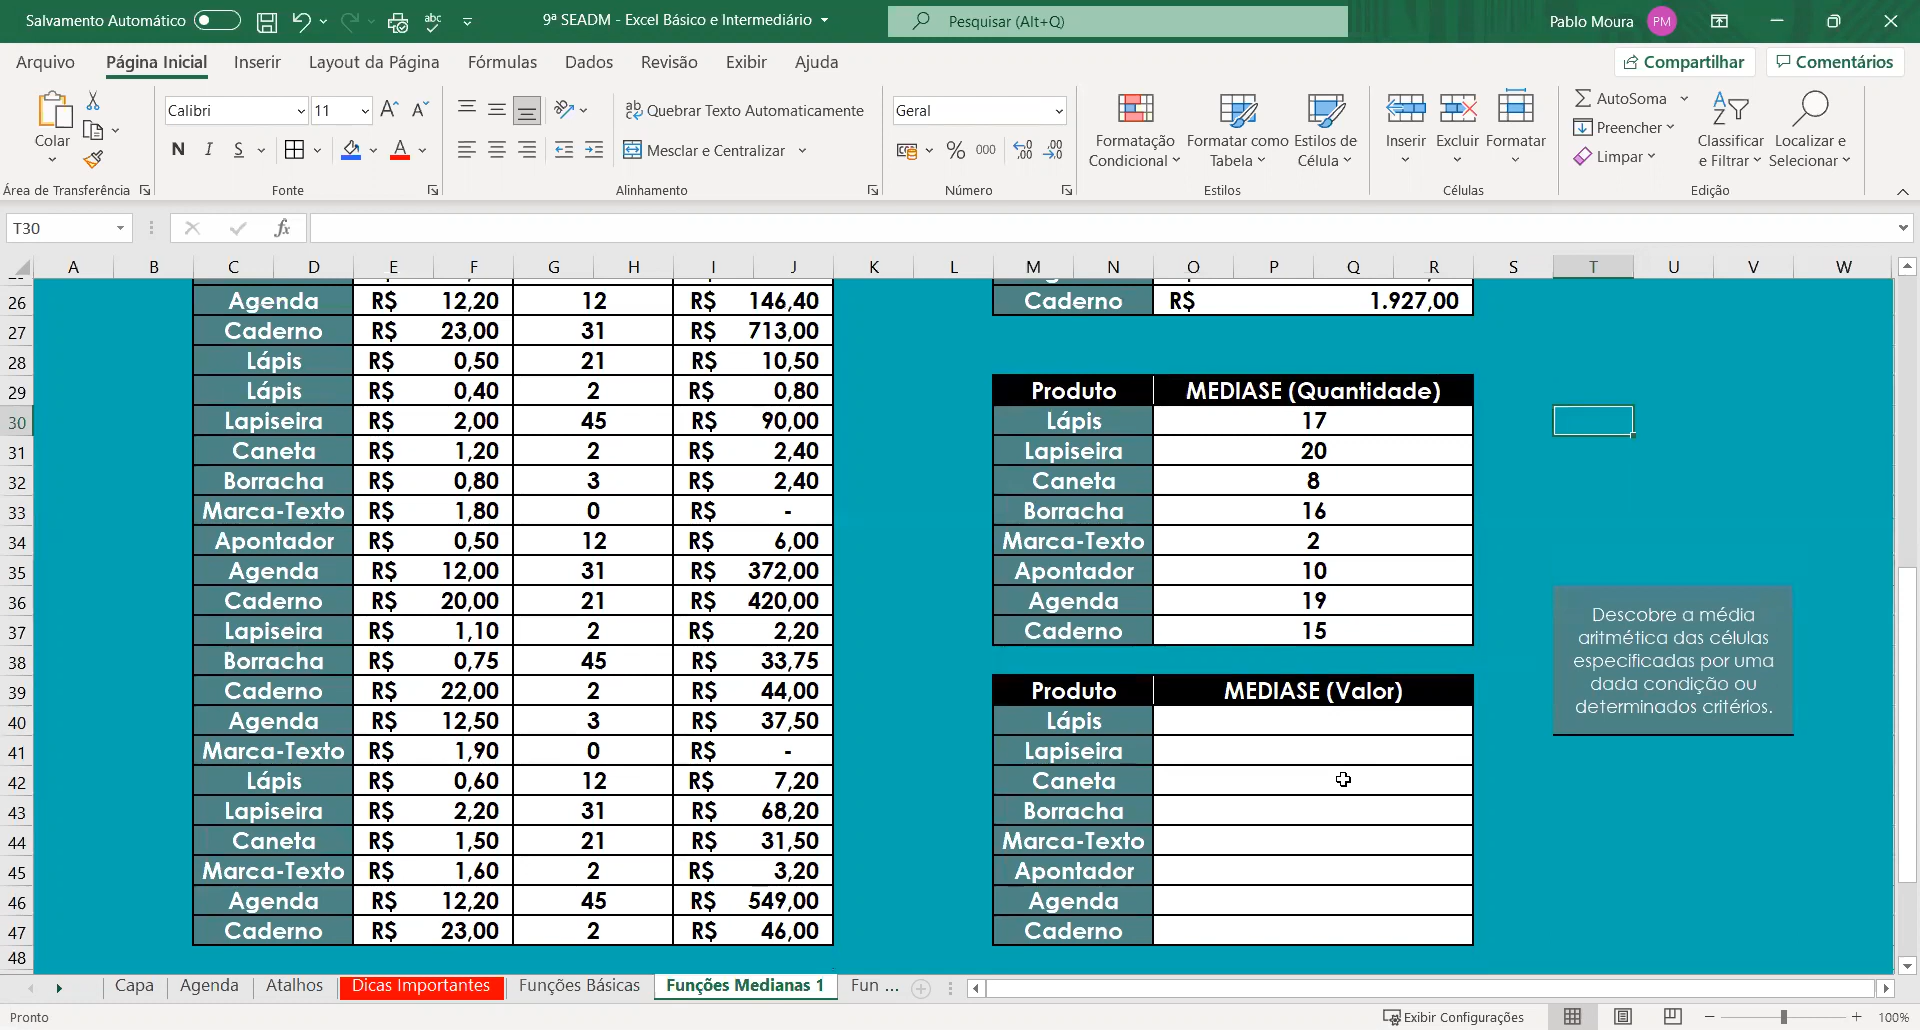 Salvamento Automático
9ª SEADM - Excel Básico e Intermediário
Pesquisar (Alt+Q)
Pablo Moura PM
Arquivo Página Inicial Inserir Layout da Página Fórmulas Dados Revisão Exibir Ajuda
Compartilhar Comentários
Colar
Área de Transferência
Calibri 11
N I S
Fonte
Quebrar Texto Automaticamente
Mesclar e Centralizar
Alinhamento
Geral
% 000
Número
Formatação Condicional
Formatar como Tabela
Estilos de Célula
Estilos
Inserir Excluir Formatar
Células
AutoSoma
Preencher
Limpar
Classificar e Filtrar
Localizar e Selecionar
Edição
T30
fx
A B C D E F G H I J K L M N O P Q R S T U V W
26 Agenda R$ 12,20 12 R$ 146,40 Caderno R$ 1.927,00
27 Caderno R$ 23,00 31 R$ 713,00
28 Lápis R$ 0,50 21 R$ 10,50
29 Lápis R$ 0,40 2 R$ 0,80 Produto MEDIASE (Quantidade)
30 Lapiseira R$ 2,00 45 R$ 90,00 Lápis 17
31 Caneta R$ 1,20 2 R$ 2,40 Lapiseira 20
32 Borracha R$ 0,80 3 R$ 2,40 Caneta 8
33 Marca-Texto R$ 1,80 0 R$ - Borracha 16
34 Apontador R$ 0,50 12 R$ 6,00 Marca-Texto 2
35 Agenda R$ 12,00 31 R$ 372,00 Apontador 10
36 Caderno R$ 20,00 21 R$ 420,00 Agenda 19
37 Lapiseira R$ 1,10 2 R$ 2,20 Caderno 15
38 Borracha R$ 0,75 45 R$ 33,75
39 Caderno R$ 22,00 2 R$ 44,00 Produto MEDIASE (Valor)
40 Agenda R$ 12,50 3 R$ 37,50 Lápis
41 Marca-Texto R$ 1,90 0 R$ - Lapiseira
42 Lápis R$ 0,60 12 R$ 7,20 Caneta
43 Lapiseira R$ 2,20 31 R$ 68,20 Borracha
44 Caneta R$ 1,50 21 R$ 31,50 Marca-Texto
45 Marca-Texto R$ 1,60 2 R$ 3,20 Apontador
46 Agenda R$ 12,20 45 R$ 549,00 Agenda
47 Caderno R$ 23,00 2 R$ 46,00 Caderno
48
Descobre a média
aritmética das células
especificadas por uma
dada condição ou
determinados critérios.
Capa Agenda Atalhos Dicas Importantes Funções Básicas Funções Medianas 1 Fun ...
Pronto
Exibir Configurações
100%